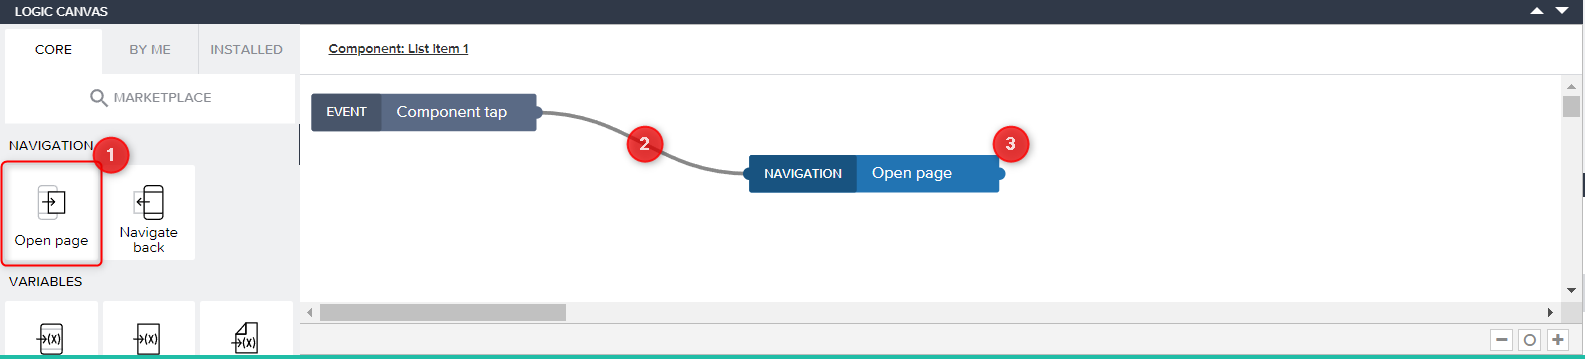 LOGIC CANVAS
CORE
BY ME
INSTALLED
MARKETPLACE
Component: List Item 1
EVENT
Component tap
NAVIGATION
1
2
3
NAVIGATION
Open page
Open page
Navigate
back
VARIABLES
(x)
(x)
(x)